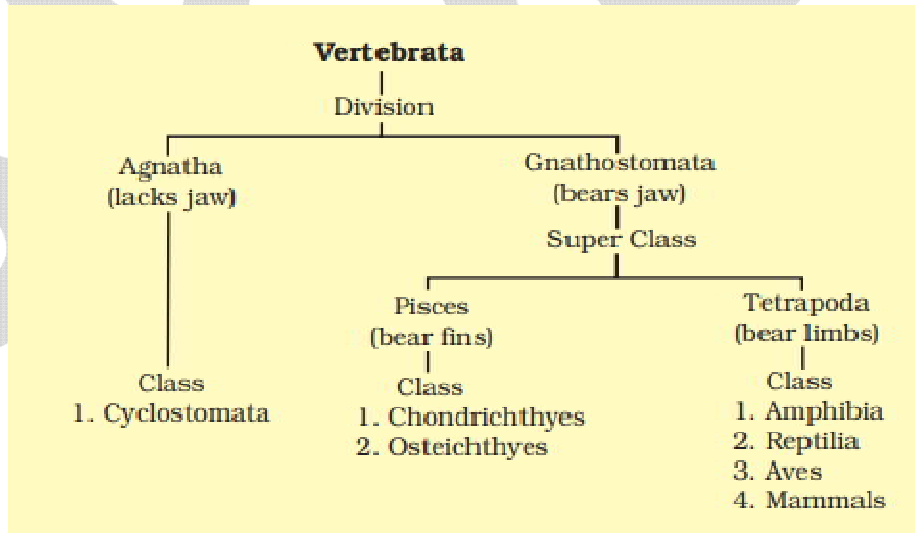 Vertebrata
Division
Agnatha
(lacks jaw)
Gnathostomata
(bears jaw)
Super Class
Pisces
(bear fins)
Tetrapoda
(bear limbs)
Class
1. Cyclostomata
Class
1. Chondrichthyes
2. Osteichthyes
Class
1. Amphibia
2. Reptilia
3. Aves
4. Mammals